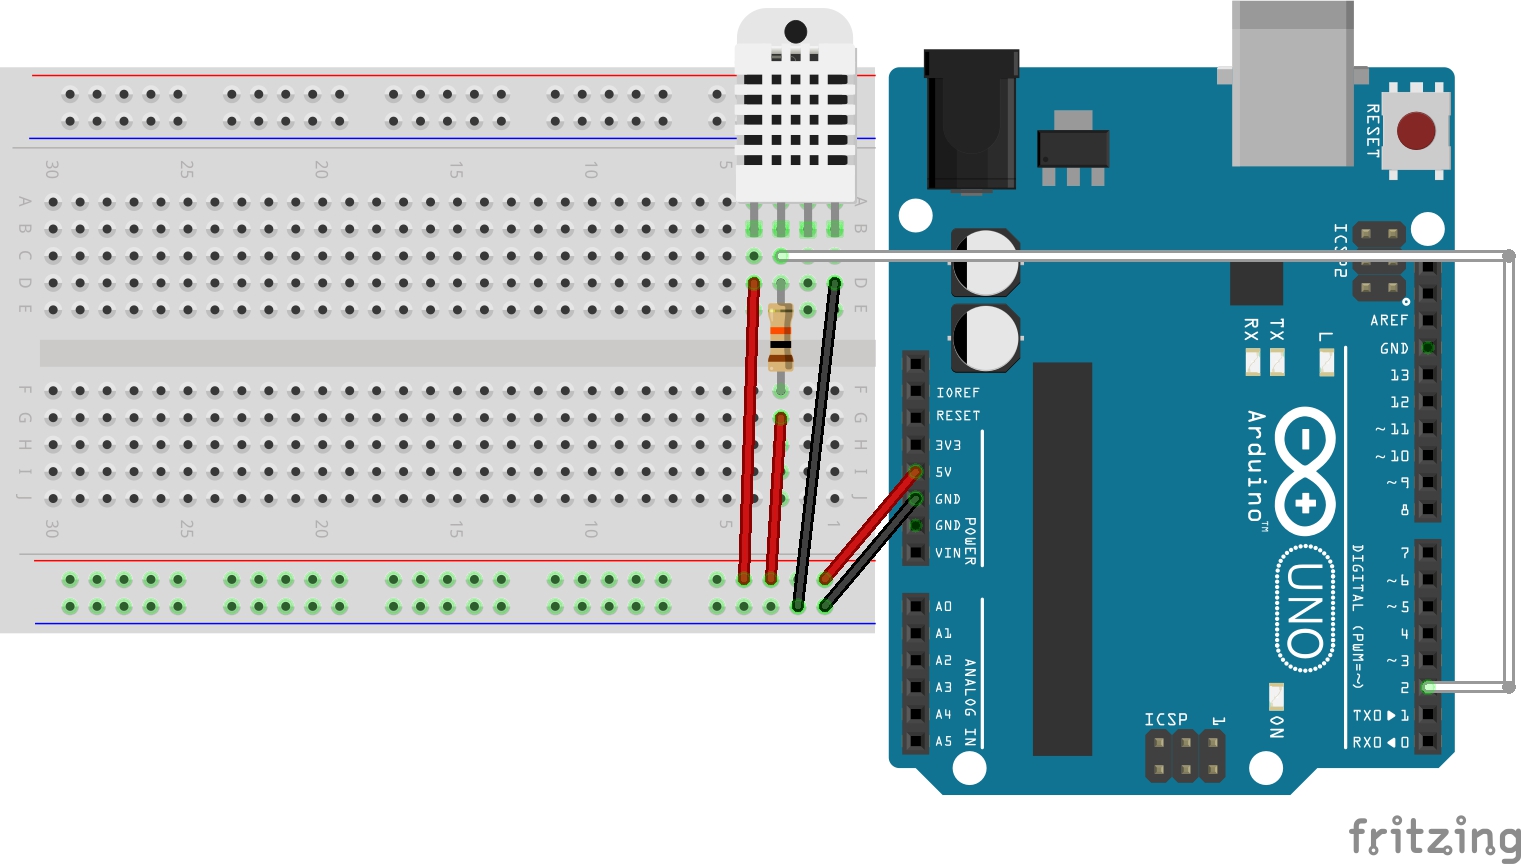 30 25 20 15 10 5
A A
B B
C C
D D
E E
F F
G G
H H
I I
J J
30 25 20 15 10 5 1
RESET
ICSP2
RX TX L
AREF
GND
13
12
~11
~10
~9
8
7
~6
~5
4
~3
2
TX0▶1
RX0◀0
DIGITAL (PWM=~)
IOREF
RESET
3V3
5V
GND
GND
VIN
POWER
A0
A1
A2
A3
A4
A5
ANALOG IN
Arduino™
UNO
ICSP 1
ON
fritzing